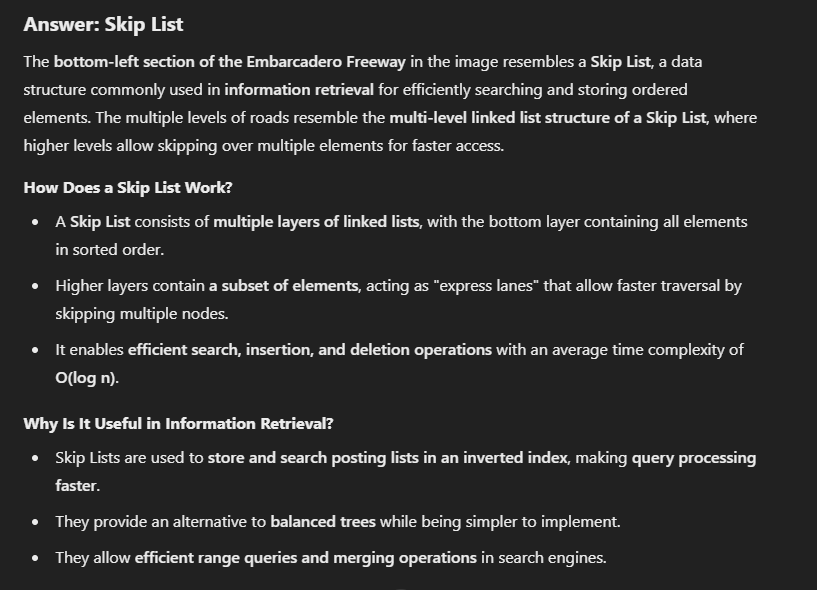 Answer: Skip List
The bottom-left section of the Embarcadero Freeway in the image resembles a Skip List, a data
structure commonly used in information retrieval for efficiently searching and storing ordered
elements. The multiple levels of roads resemble the multi-level linked list structure of a Skip List, where
higher levels allow skipping over multiple elements for faster access.
How Does a Skip List Work?
• A Skip List consists of multiple layers of linked lists, with the bottom layer containing all elements
in sorted order.
• Higher layers contain a subset of elements, acting as "express lanes" that allow faster traversal by
skipping multiple nodes.
• It enables efficient search, insertion, and deletion operations with an average time complexity of
O(log n).
Why Is It Useful in Information Retrieval?
• Skip Lists are used to store and search posting lists in an inverted index, making query processing
faster.
• They provide an alternative to balanced trees while being simpler to implement.
• They allow efficient range queries and merging operations in search engines.